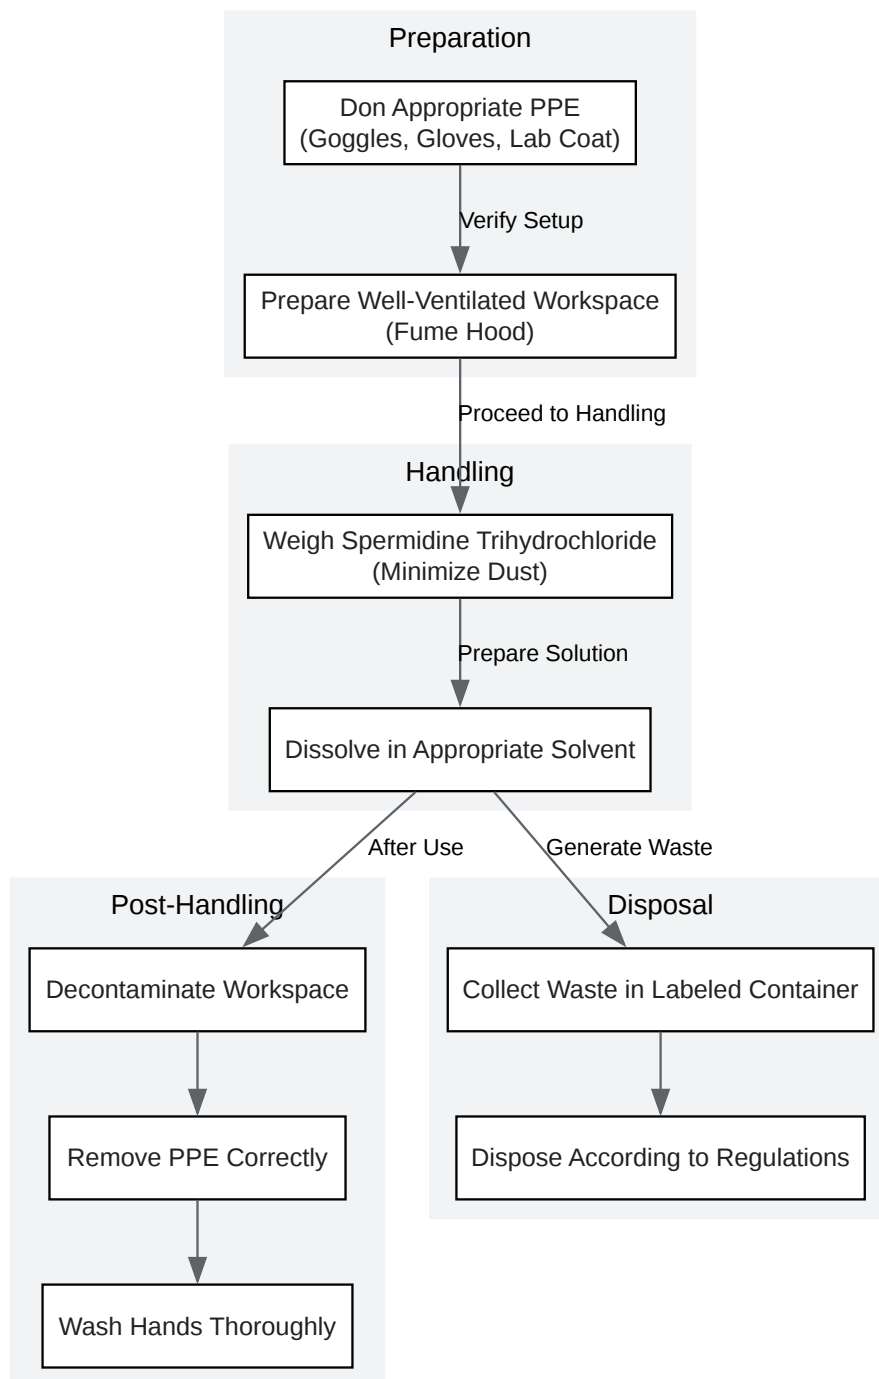 Preparation
Don Appropriate PPE
(Goggles, Gloves, Lab Coat)
Verify Setup
Prepare Well-Ventilated Workspace
(Fume Hood)
Proceed to Handling
Handling
Weigh Spermidine Trihydrochloride
(Minimize Dust)
Prepare Solution
Dissolve in Appropriate Solvent
After Use
Generate Waste
Post-Handling
Decontaminate Workspace
Remove PPE Correctly
Wash Hands Thoroughly
Disposal
Collect Waste in Labeled Container
Dispose According to Regulations